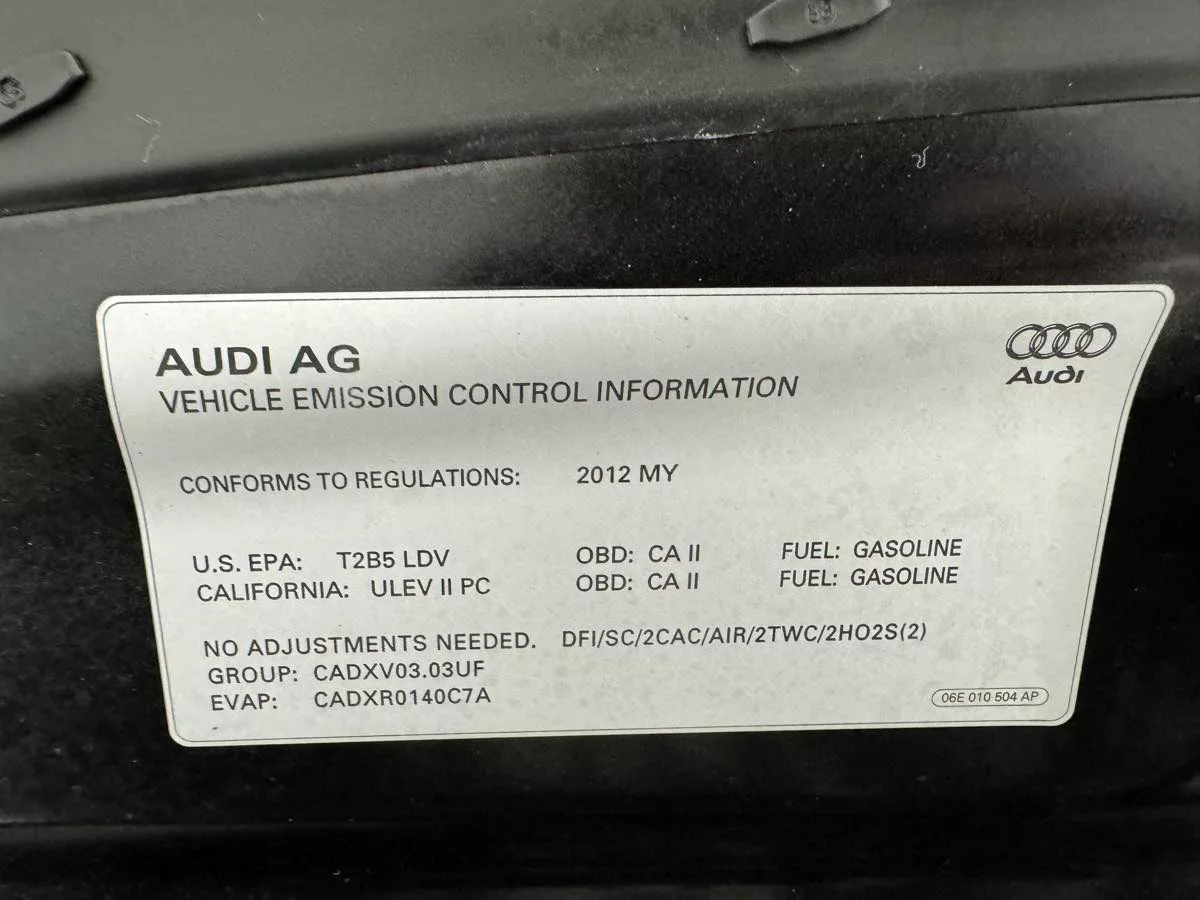 AUDI AG
VEHICLE EMISSION CONTROL INFORMATION
Audi
CONFORMS TO REGULATIONS: 2012 MY
U.S. EPA: T2B5 LDV OBD: CA II FUEL: GASOLINE
CALIFORNIA: ULEV II PC OBD: CA II FUEL: GASOLINE
NO ADJUSTMENTS NEEDED. DFI/SC/2CAC/AIR/2TWC/2HO2S(2)
GROUP: CADXV03.03UF
EVAP: CADXR0140C7A
06E 010 504 AP